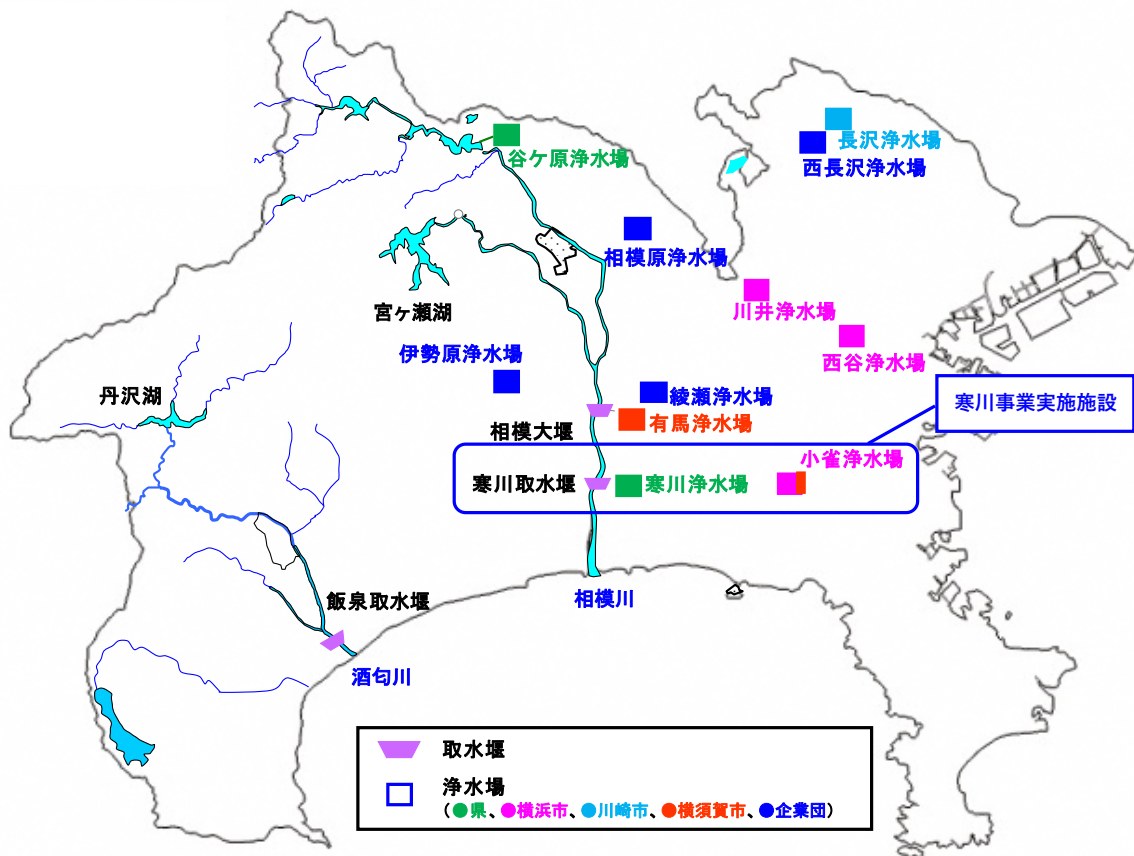 長沢浄水場
西長沢浄水場
谷ケ原浄水場
相模原浄水場
川井浄水場
宮ヶ瀬湖
西谷浄水場
伊勢原浄水場
丹沢湖
綾瀬浄水場
寒川事業実施施設
有馬浄水場
相模大堰
小雀浄水場
寒川取水堰
寒川浄水場
相模川
飯泉取水堰
酒匂川
取水堰
浄水場
(●県、●横浜市、●川崎市、●横須賀市、●企業団)